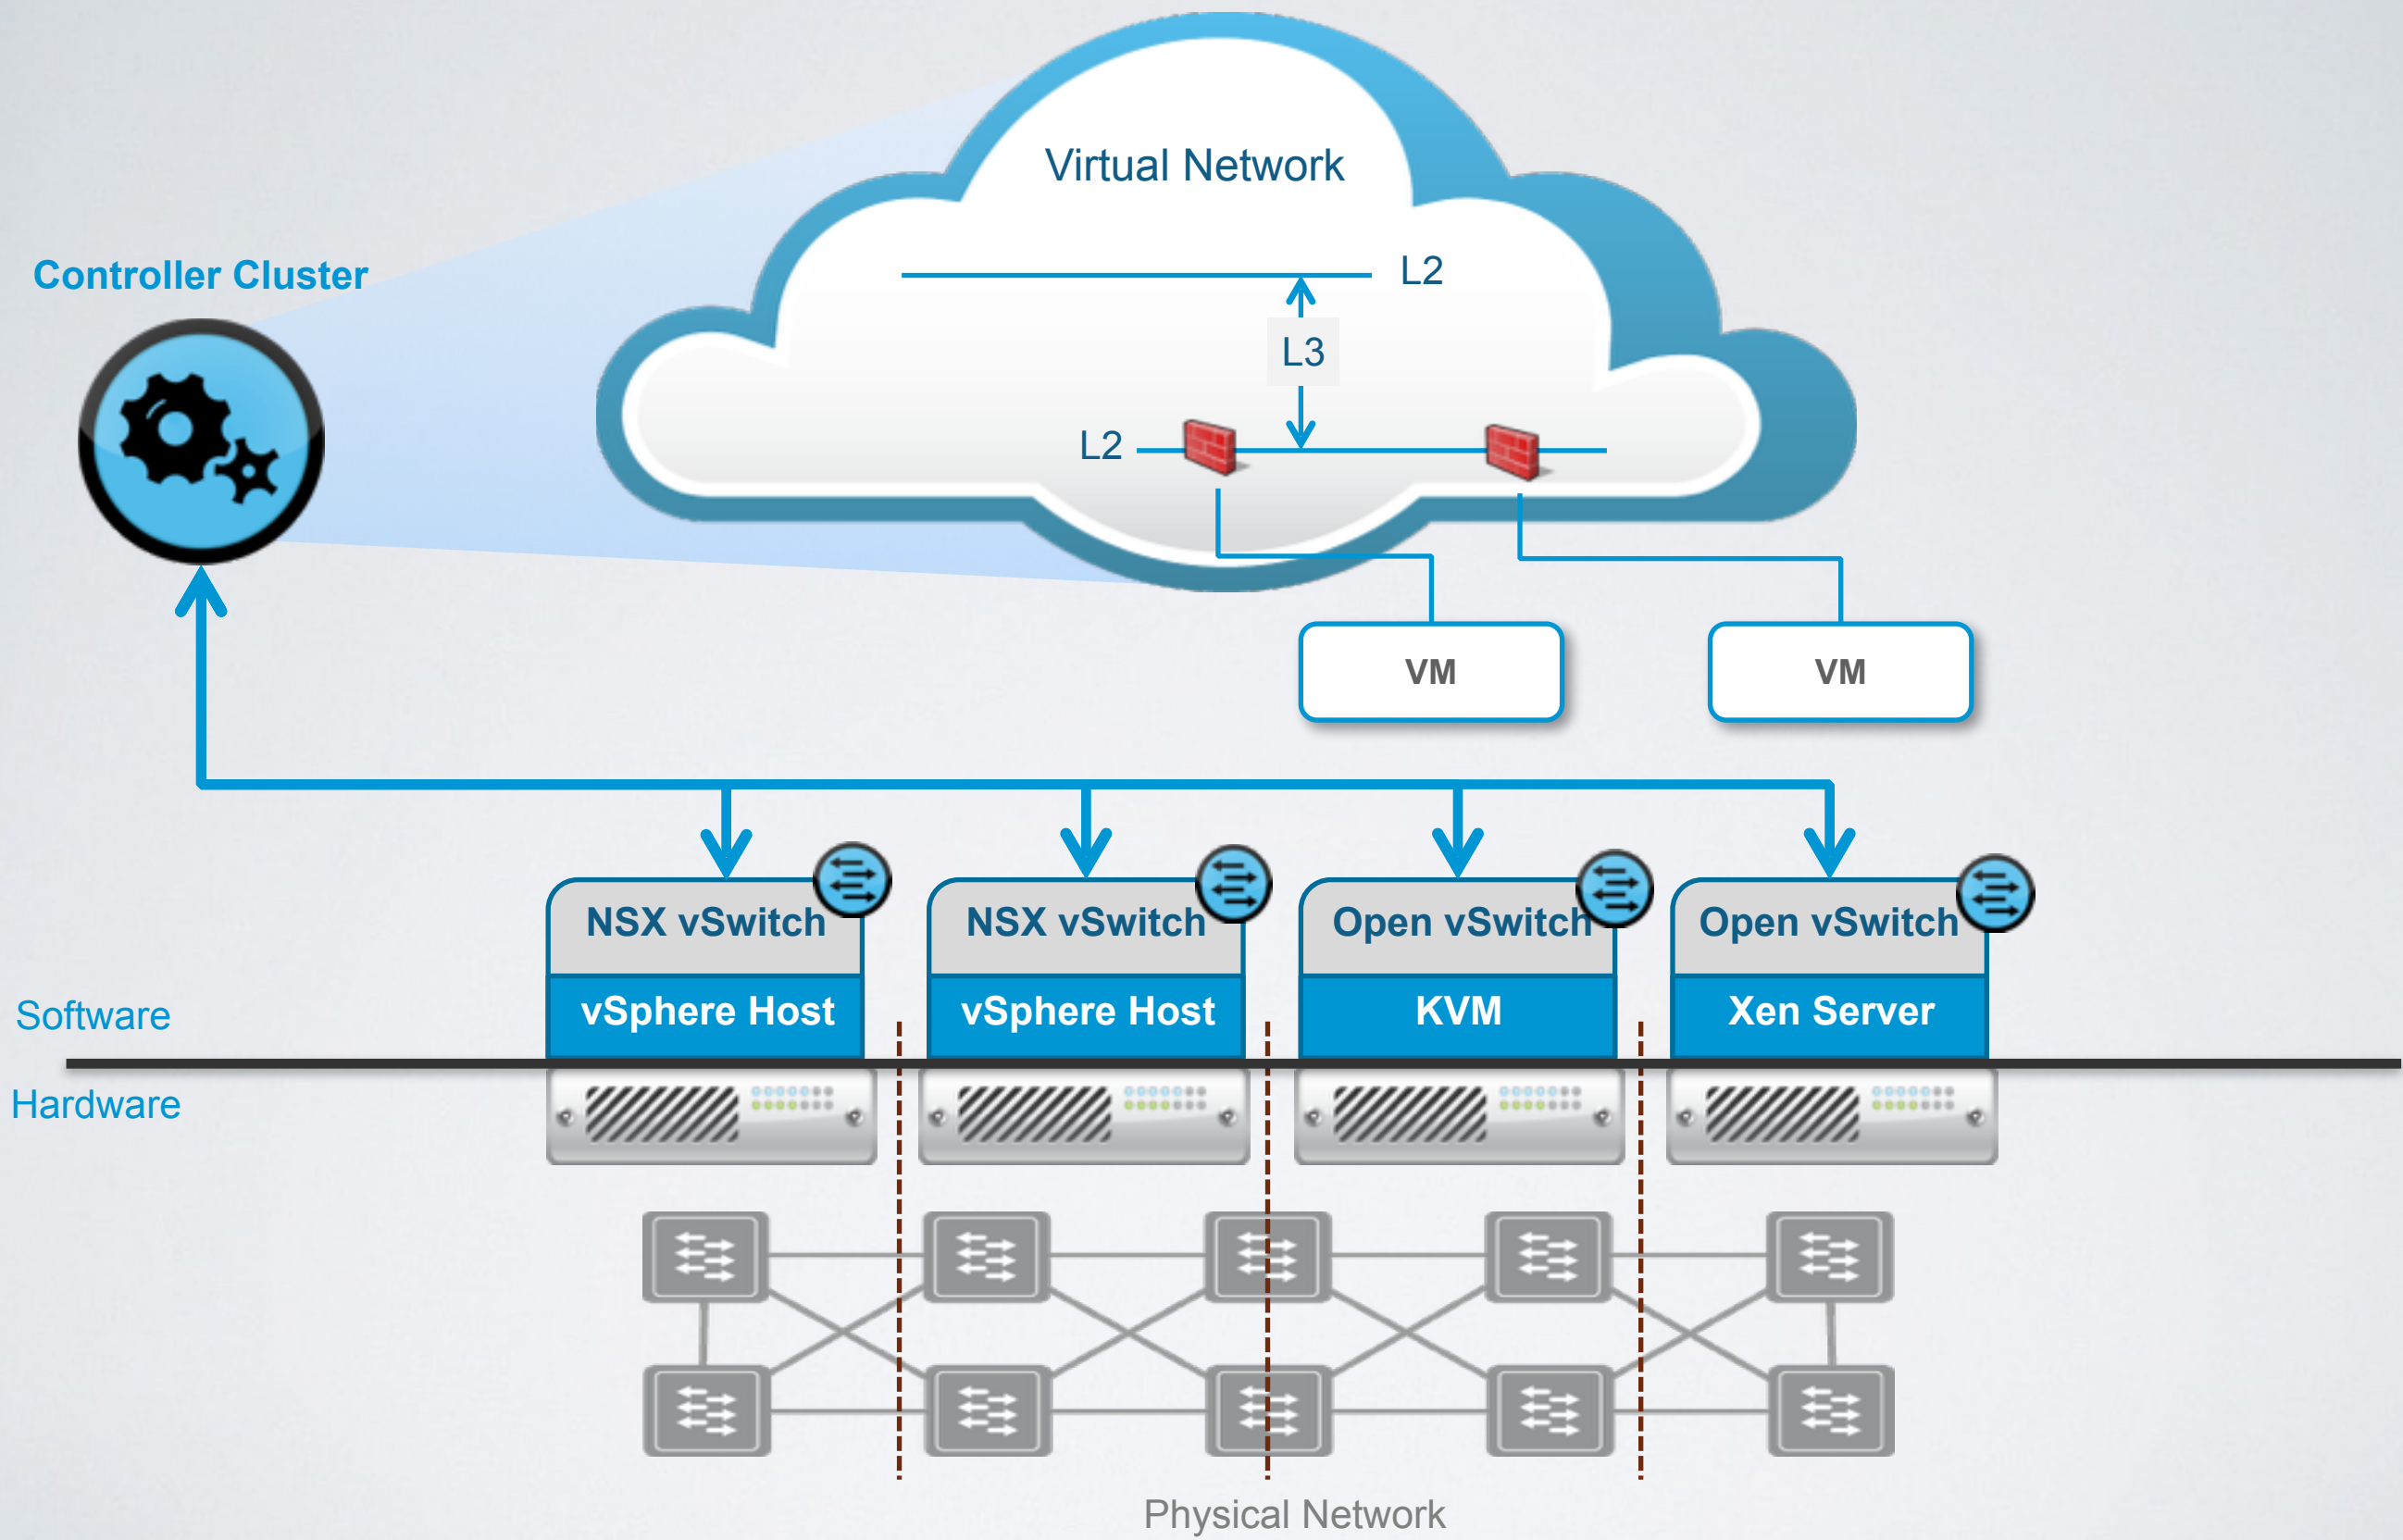 Virtual Network
Controller Cluster
L2
L3
L2
VM
VM
NSX vSwitch
NSX vSwitch
Open vSwitch
Open vSwitch
vSphere Host
vSphere Host
KVM
Xen Server
Software
Hardware
Physical Network